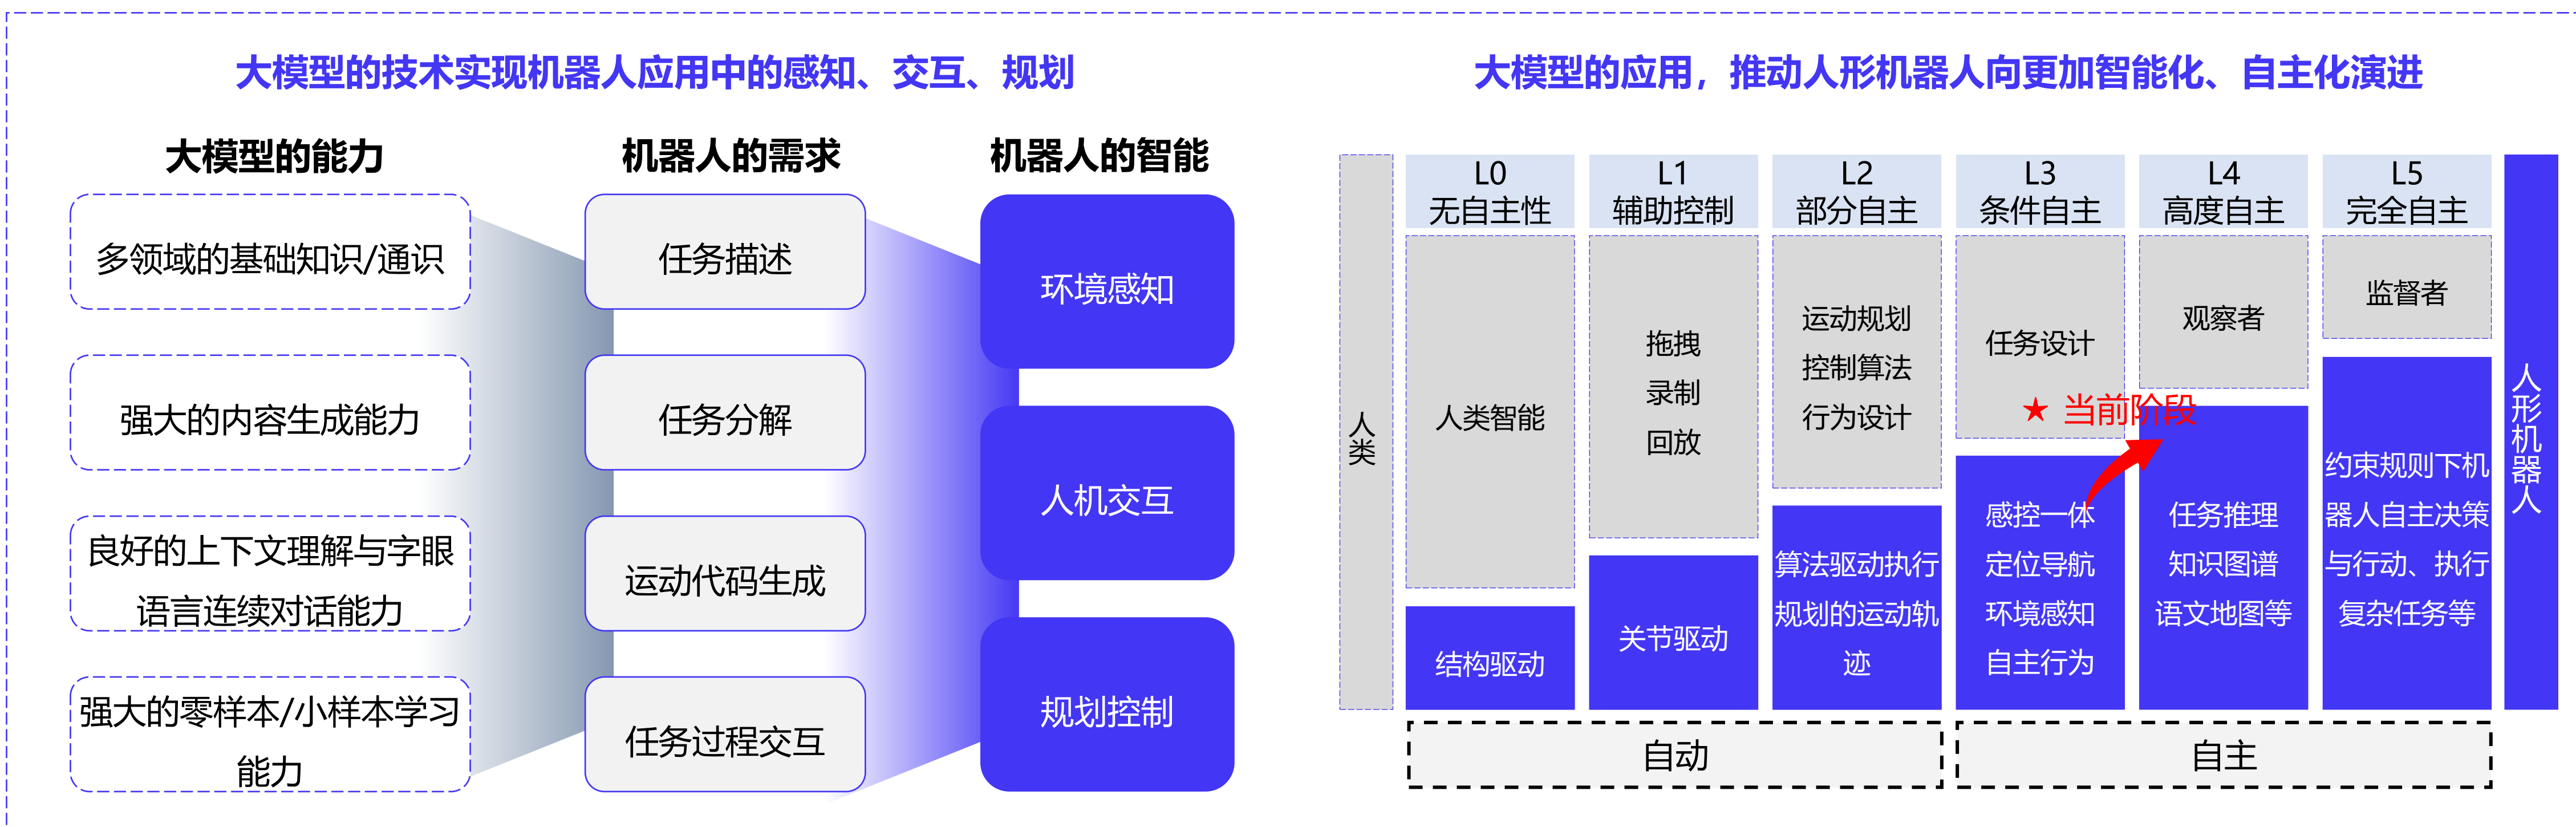 大模型的技术实现机器人应用中的感知、交互、规划
大模型的能力
机器人的需求
机器人的智能
多领域的基础知识/通识
强大的内容生成能力
良好的上下文理解与字眼
语言连续对话能力
强大的零样本/小样本学习
能力
任务描述
任务分解
运动代码生成
任务过程交互
环境感知
人机交互
规划控制
大模型的应用，推动人形机器人向更加智能化、自主化演进
人类
L0
无自主性
人类智能
结构驱动
L1
辅助控制
拖拽
录制
回放
关节驱动
L2
部分自主
运动规划
控制算法
行为设计
算法驱动执行
规划的运动轨
迹
L3
条件自主
任务设计
★ 当前阶段
感控一体
定位导航
环境感知
自主行为
L4
高度自主
观察者
任务推理
知识图谱
语文地图等
L5
完全自主
监督者
约束规则下机
器人自主决策
与行动、执行
复杂任务等
人形机器人
自动
自主